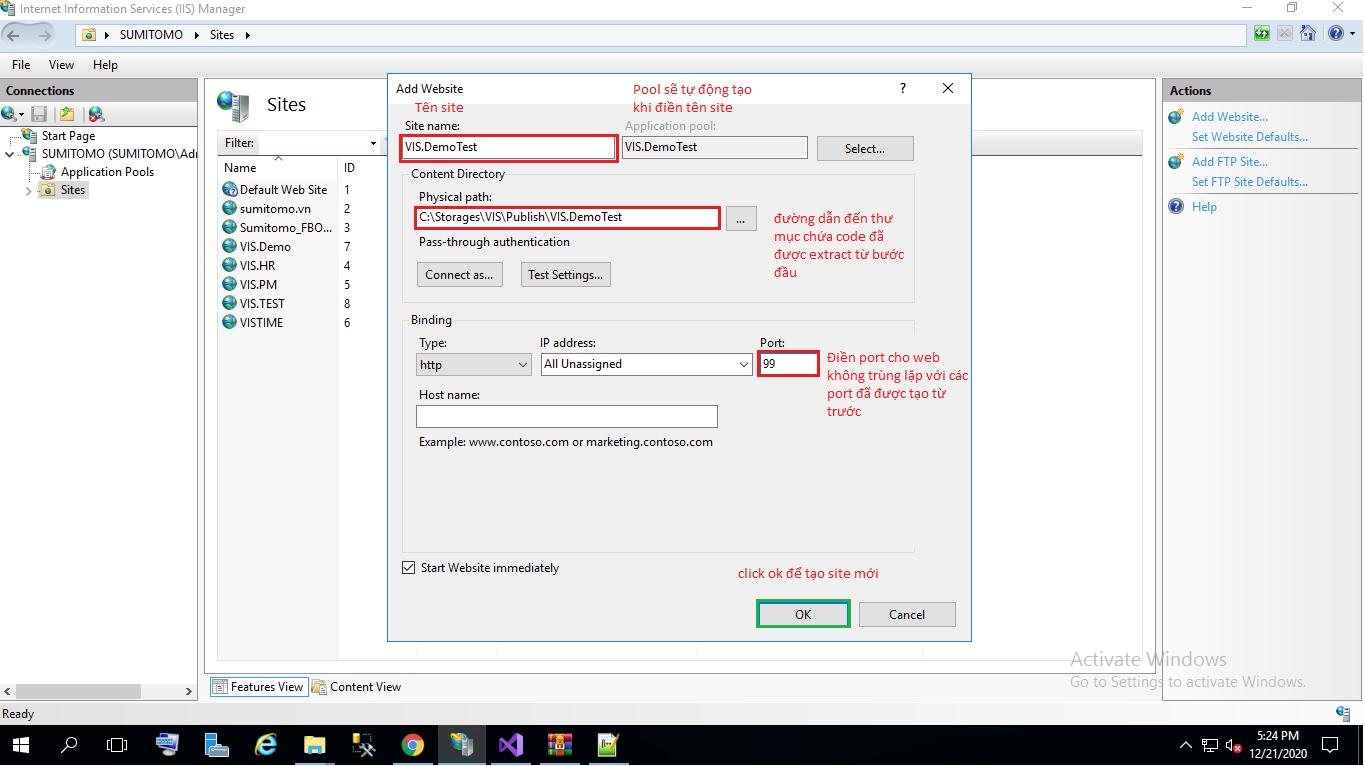 Internet Information Services (IIS) Manager
SUMITOMO
Sites
File
View
Help
Connections
Start Page
SUMITOMO (SUMITOMO\Adr
Application Pools
Sites
Sites
Filter:
Name
ID
Default Web Site
1
sumitomo.vn
2
Sumitomo_FBO...
3
VIS.Demo
7
VIS.HR
4
VIS.PM
5
VIS.TEST
8
VISTIME
6
Add Website
?
Tên site
Pool sẽ tự động tạo
khi điền tên site
Site name:
Application pool:
VIS.DemoTest
VIS.DemoTest
Select...
Content Directory
Physical path:
C:\Storages\VIS\Publish\VIS.DemoTest
...
đường dẫn đến thư
mục chứa code đã
được extract từ bước
đầu
Pass-through authentication
Connect as...
Test Settings...
Binding
Type:
IP address:
Port:
http
All Unassigned
99
Điền port cho web
không trùng lặp với các
port đã được tạo từ
trước
Host name:
Example: www.contoso.com or marketing.contoso.com
Start Website immediately
click ok để tạo site mới
OK
Cancel
Actions
Add Website...
Set Website Defaults...
Add FTP Site...
Set FTP Site Defaults...
Help
Activate Windows
Go to Settings to activate Windows.
Features View
Content View
Ready
5:24 PM
12/21/2020